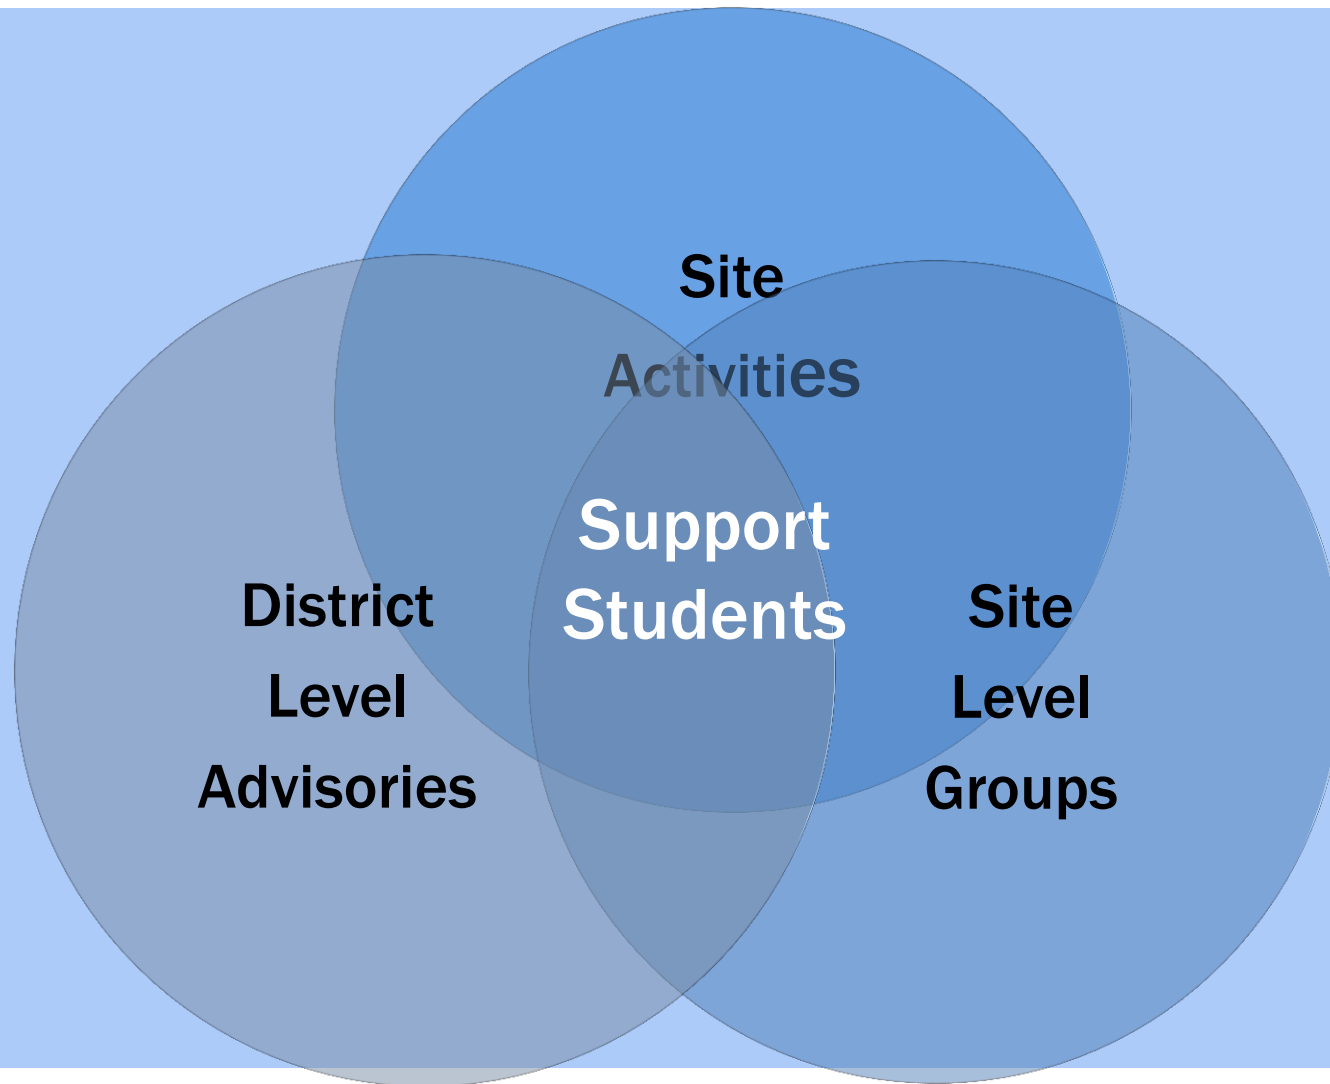 Site
Activities
Support
Students
District
Level
Advisories
Site
Level
Groups